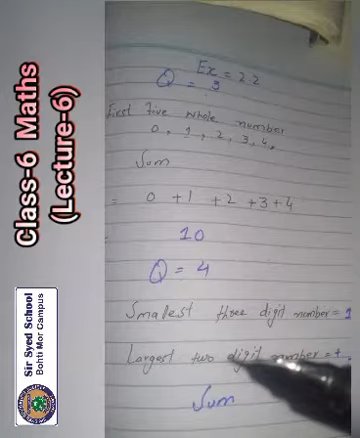 Class-6 Maths
(Lecture-6)
Sir Syed School
Bohti Mor Campus
Ex = 2.2
Q =
First five whole number
0, 1, 2, 3, 4,
Sum
= 0 + 1 + 2 + 3 + 4
10
Q = 4
Smallest three digit number = 1
Largest two digit number = +
Sum